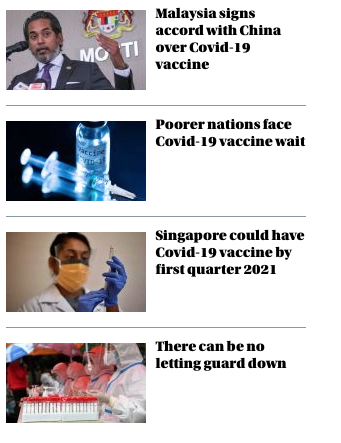 Malaysia signs
accord with China
over Covid-19
vaccine
Poorer nations face
Covid-19 vaccine wait
Vaccine
Singapore could have
Covid-19 vaccine by
first quarter 2021
There can be no
letting guard down